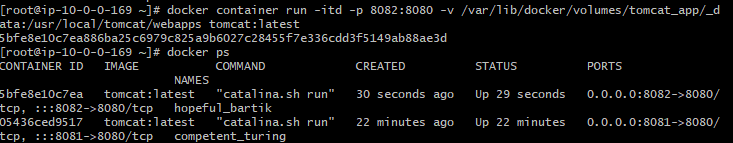 [root@ip-10-0-0-169 ~]# docker container run -itd -p 8082:8080 -v /var/lib/docker/volumes/tomcat_app/_d
ata:/usr/local/tomcat/webapps tomcat:latest
5bfe8e10c7ea886ba25c6979c825a9b6027c28455f7e336cdd3f5149ab88ae3d
[root@ip-10-0-0-169 ~]# docker ps
CONTAINER ID   IMAGE           COMMAND             CREATED          STATUS          PORTS
NAMES
5bfe8e10c7ea   tomcat:latest   "catalina.sh run"   30 seconds ago   Up 29 seconds   0.0.0.0:8082->8080/
tcp, :::8082->8080/tcp   hopeful_bartik
05436ced9517   tomcat:latest   "catalina.sh run"   22 minutes ago   Up 22 minutes   0.0.0.0:8081->8080/
tcp, :::8081->8080/tcp   competent_turing